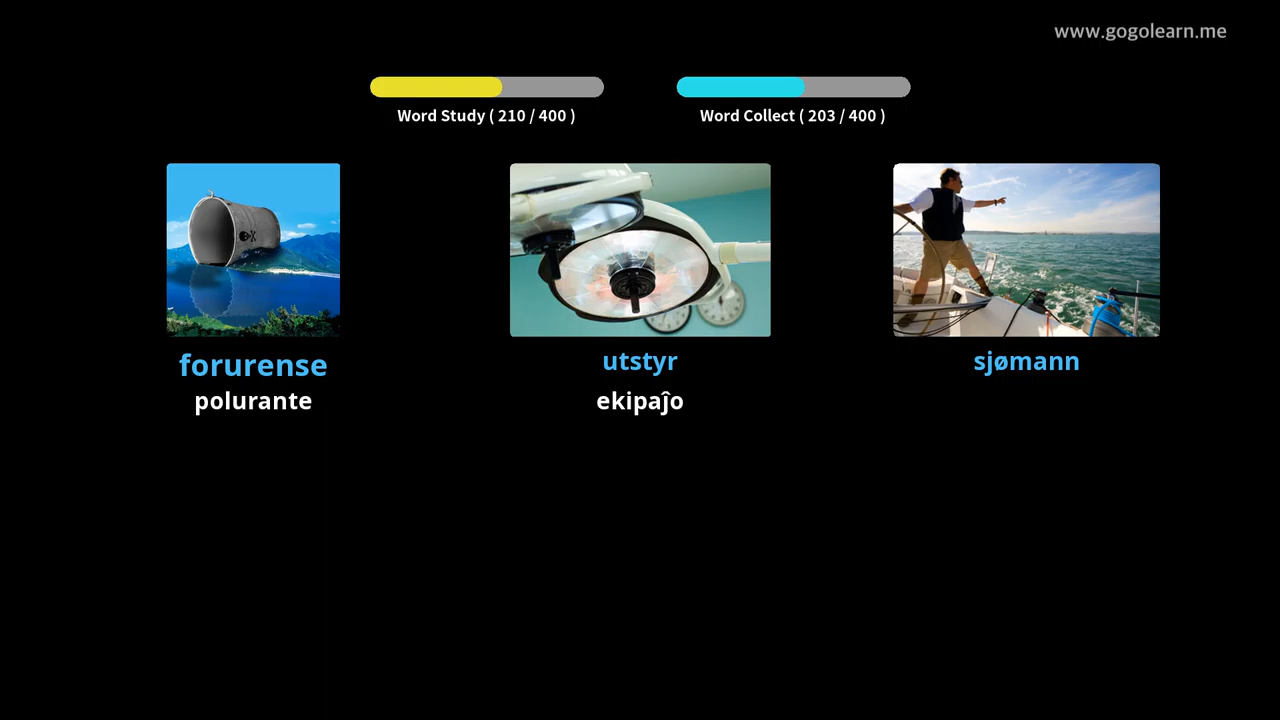 www.gogolearn.me
Word Study ( 210 / 400 )
Word Collect ( 203 / 400 )
forurense
utstyr
sjømann
polurante
ekipaĵo